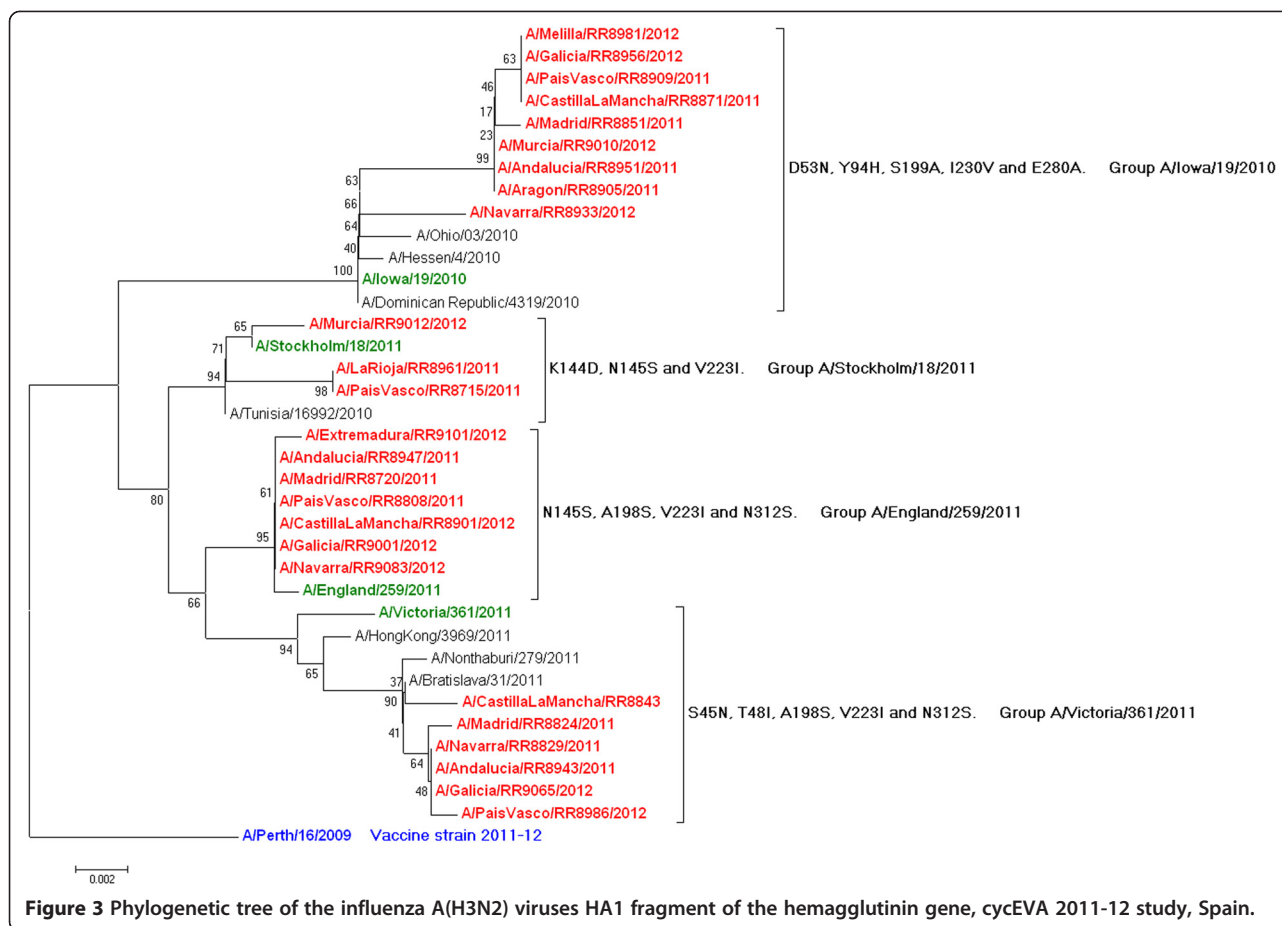 A/Melilla/RR8981/2012
63
A/Galicia/RR8956/2012
A/PaisVasco/RR8909/2011
46
A/CastillaLaMancha/RR8871/2011
17
A/Madrid/RR8851/2011
23
A/Murcia/RR9010/2012
99
A/Andalucia/RR8951/2011
D53N, Y94H, S199A, I230V and E280A. Group A/Iowa/19/2010
63
A/Aragon/RR8905/2011
66
A/Navarra/RR8933/2012
64
A/Ohio/03/2010
40
A/Hessen/4/2010
100
A/Iowa/19/2010
A/Dominican Republic/4319/2010
65
A/Murcia/RR9012/2012
71
A/Stockholm/18/2011
94
A/LaRioja/RR8961/2011
K144D, N145S and V223I. Group A/Stockholm/18/2011
98
A/PaisVasco/RR8715/2011
A/Tunisia/16992/2010
A/Extremadura/RR9101/2012
A/Andalucia/RR8947/2011
A/Madrid/RR8720/2011
80
61
A/PaisVasco/RR8808/2011
N145S, A198S, V223I and N312S. Group A/England/259/2011
A/CastillaLaMancha/RR8901/2012
95
A/Galicia/RR9001/2012
A/Navarra/RR9083/2012
A/England/259/2011
66
A/Victoria/361/2011
A/HongKong/3969/2011
94
A/Nonthaburi/279/2011
65
A/Bratislava/31/2011
37
90
A/CastillaLaMancha/RR8843
S45N, T48I, A198S, V223I and N312S. Group A/Victoria/361/2011
A/Madrid/RR8824/2011
41
A/Navarra/RR8829/2011
64
A/Andalucia/RR8943/2011
48
A/Galicia/RR9065/2012
A/PaisVasco/RR8986/2012
A/Perth/16/2009 Vaccine strain 2011-12
0.002
Figure 3 Phylogenetic tree of the influenza A(H3N2) viruses HA1 fragment of the hemagglutinin gene, cycEVA 2011-12 study, Spain.